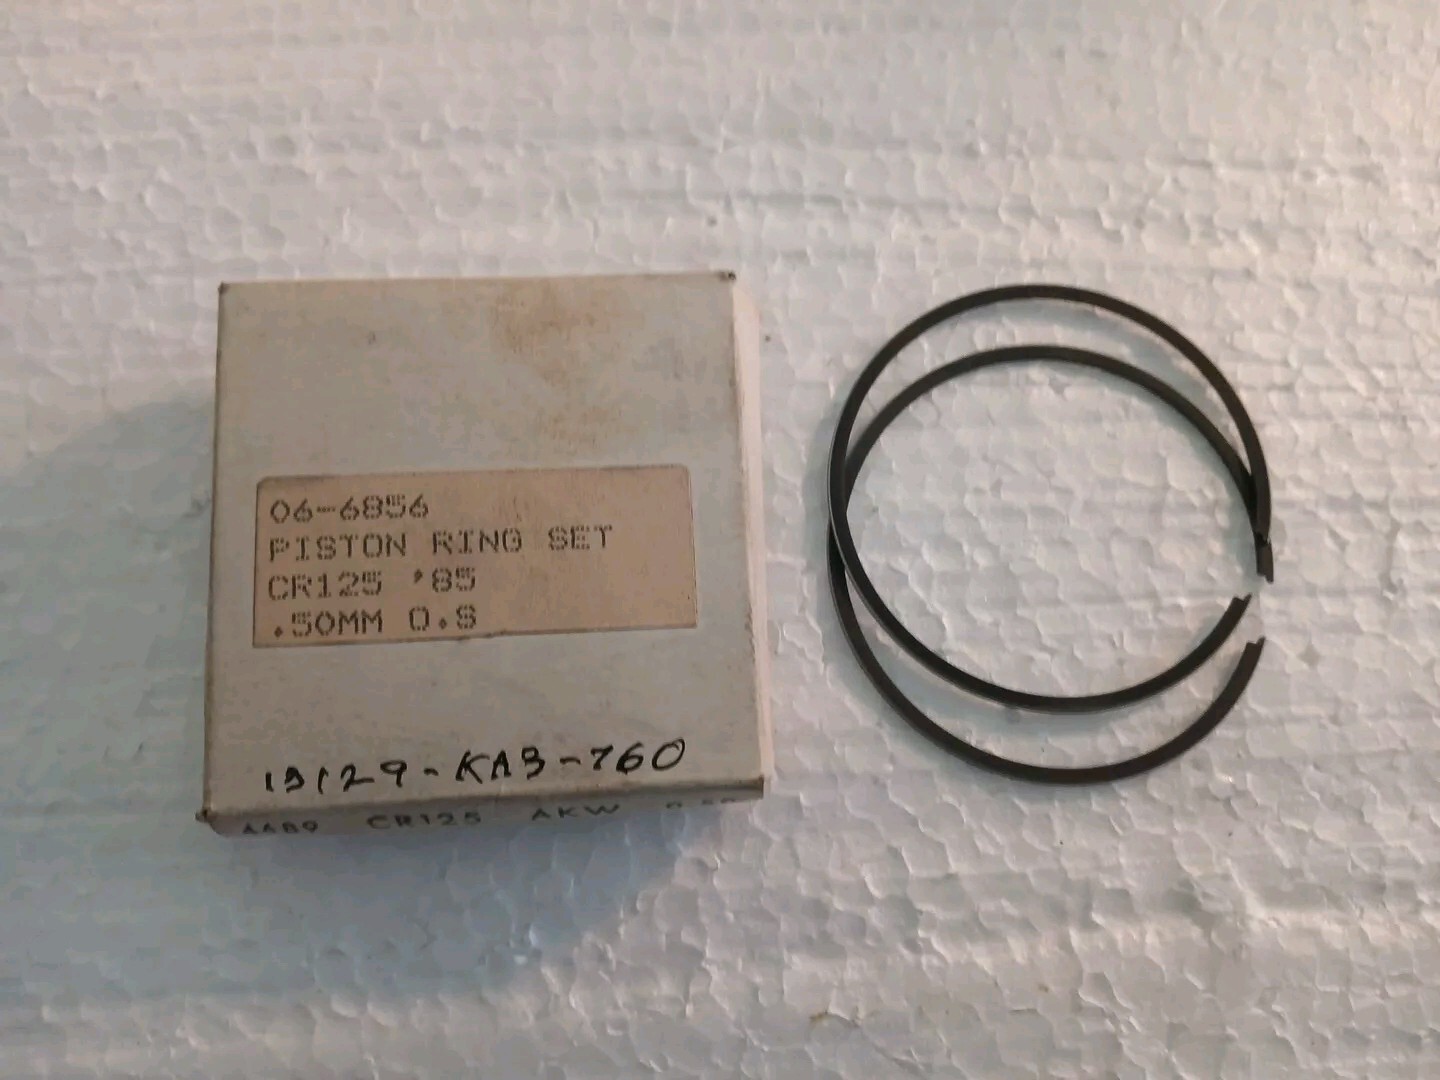 06-6856
PISTON RING SET
CR125 '85
.50MM O.S
13129-KA3-760
CR125 AKW